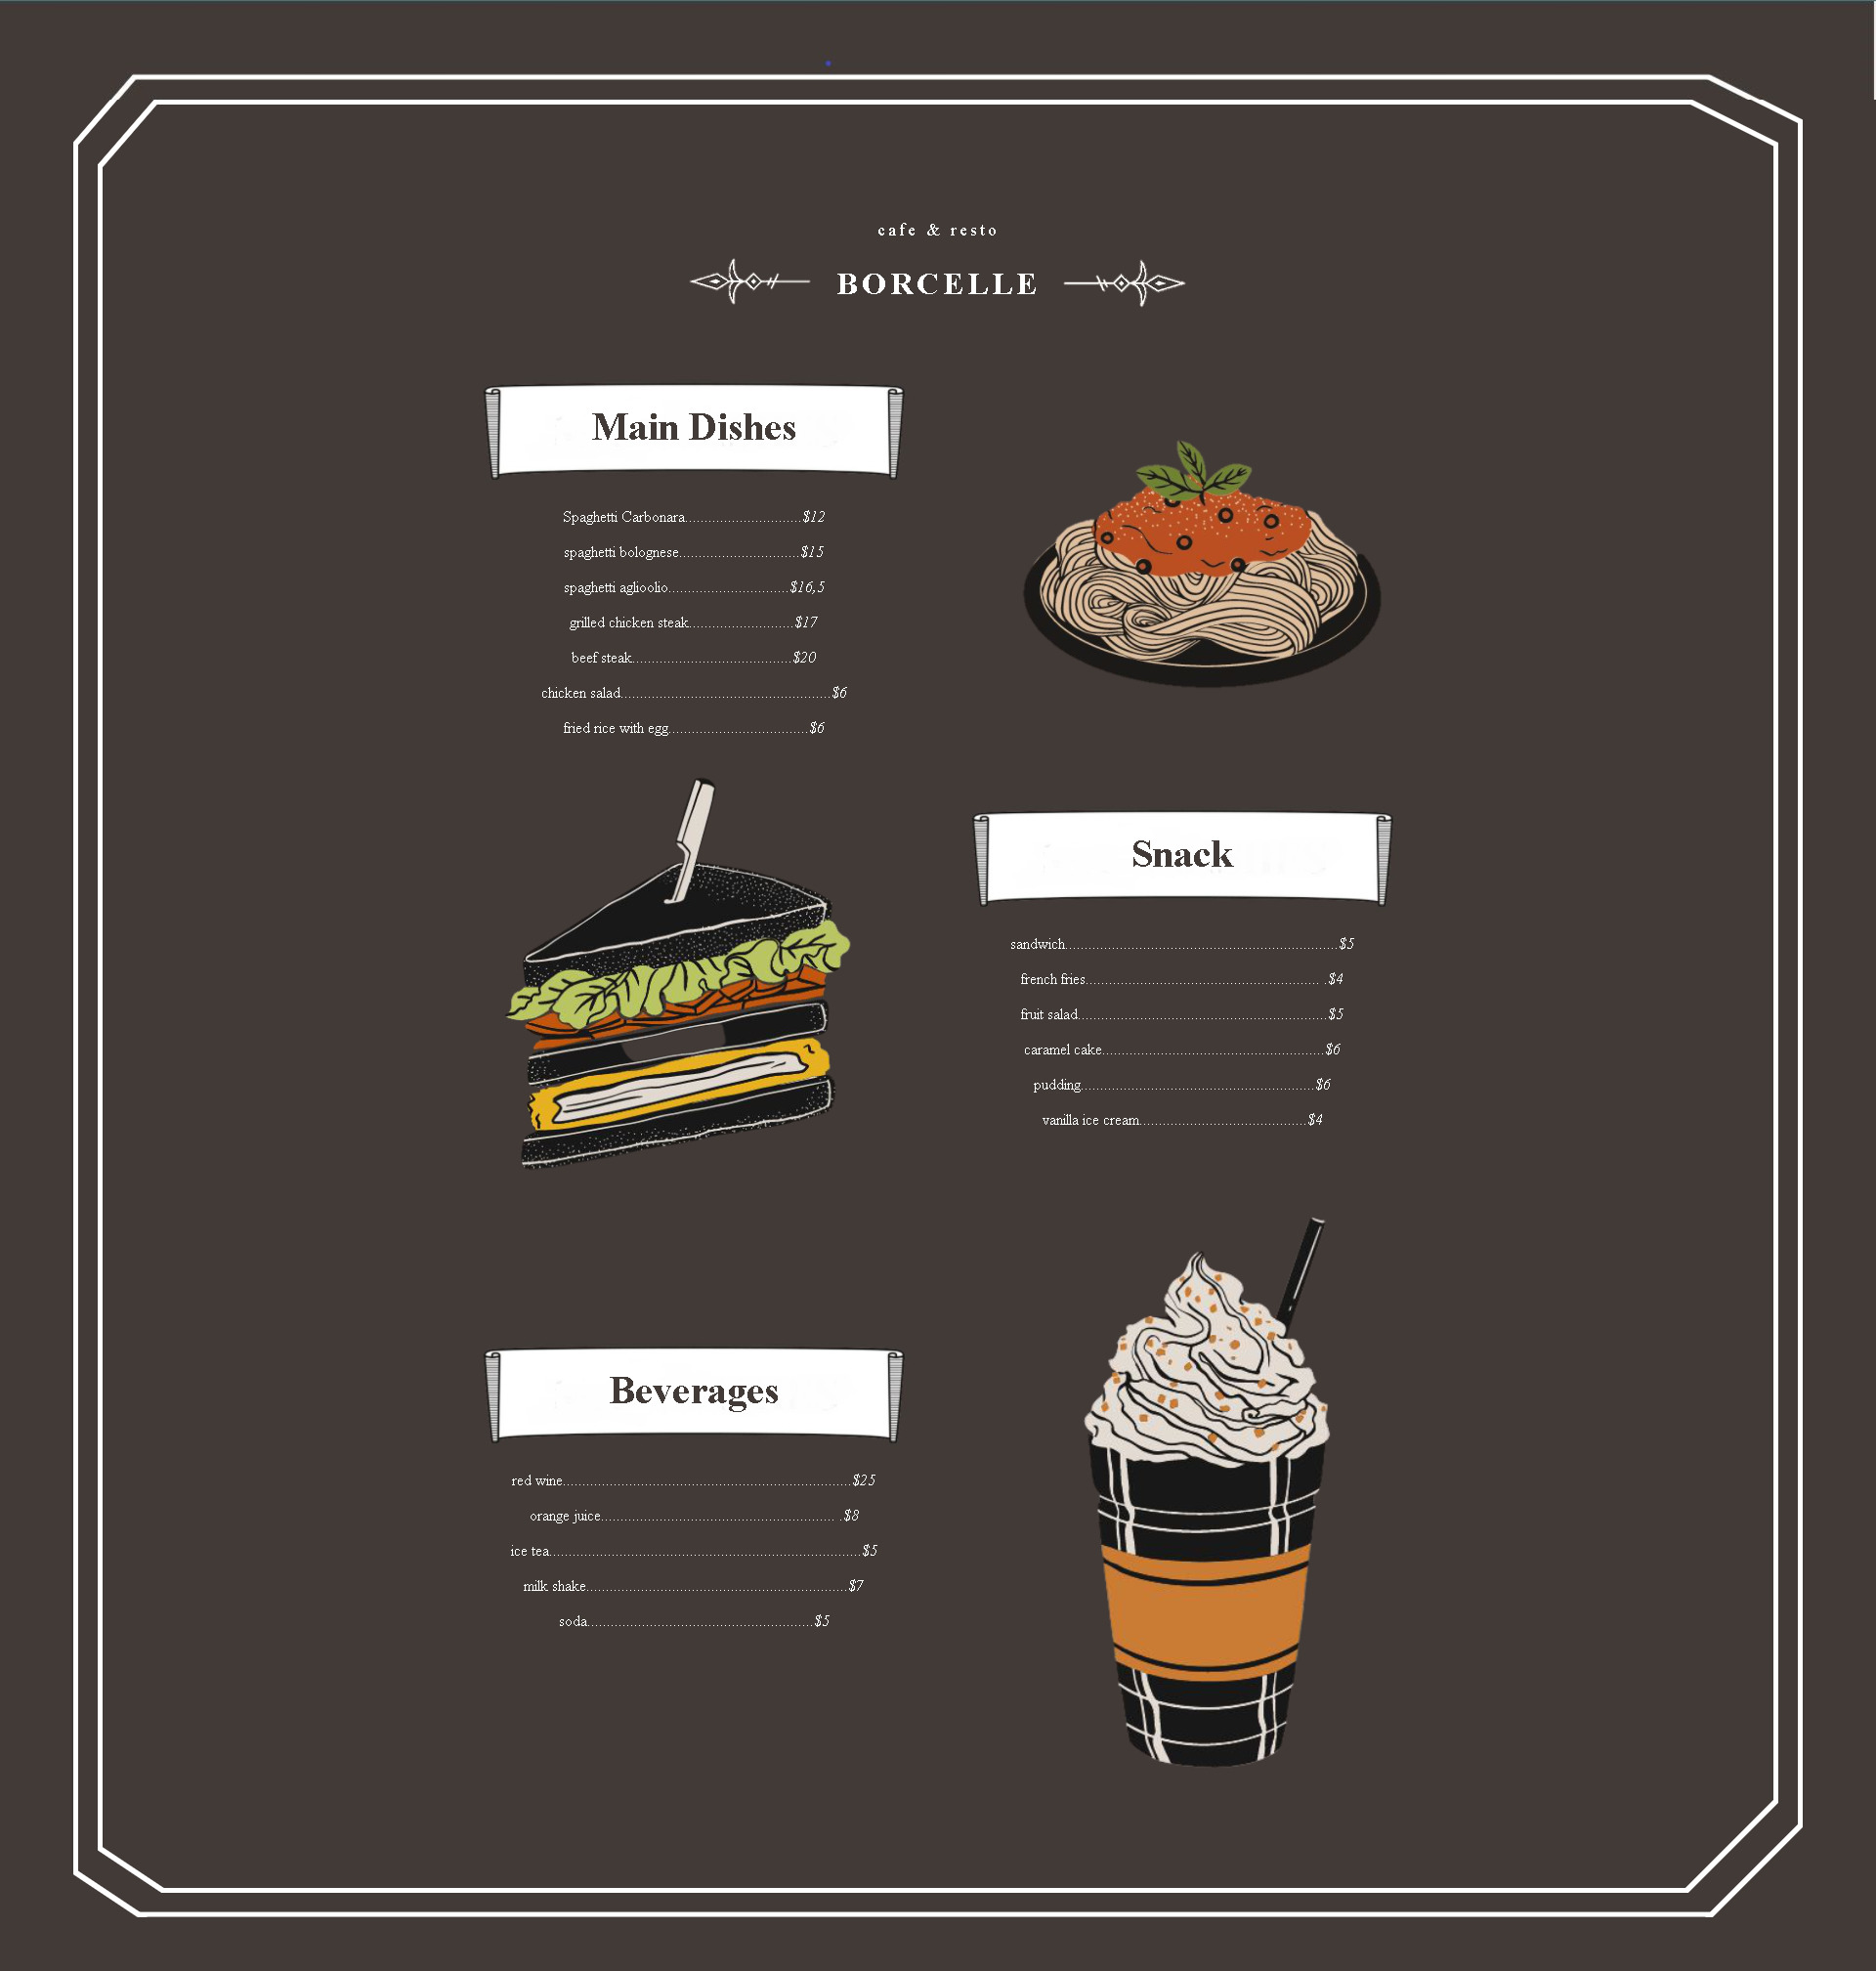 cafe & resto
BORCELLE
Main Dishes
Spaghetti Carbonara..............................$12
spaghetti bolognese...............................$15
spaghetti aglioolio...............................$16,5
grilled chicken steak...........................$17
beef steak.........................................$20
chicken salad......................................................$6
fried rice with egg....................................$6
Snack
sandwich......................................................................$5
french fries............................................................ .$4
fruit salad................................................................$5
caramel cake.........................................................$6
pudding............................................................$6
vanilla ice cream...........................................$4
Beverages
red wine..........................................................................$25
orange juice............................................................ .$8
ice tea................................................................................$5
milk shake...................................................................$7
soda..........................................................$5